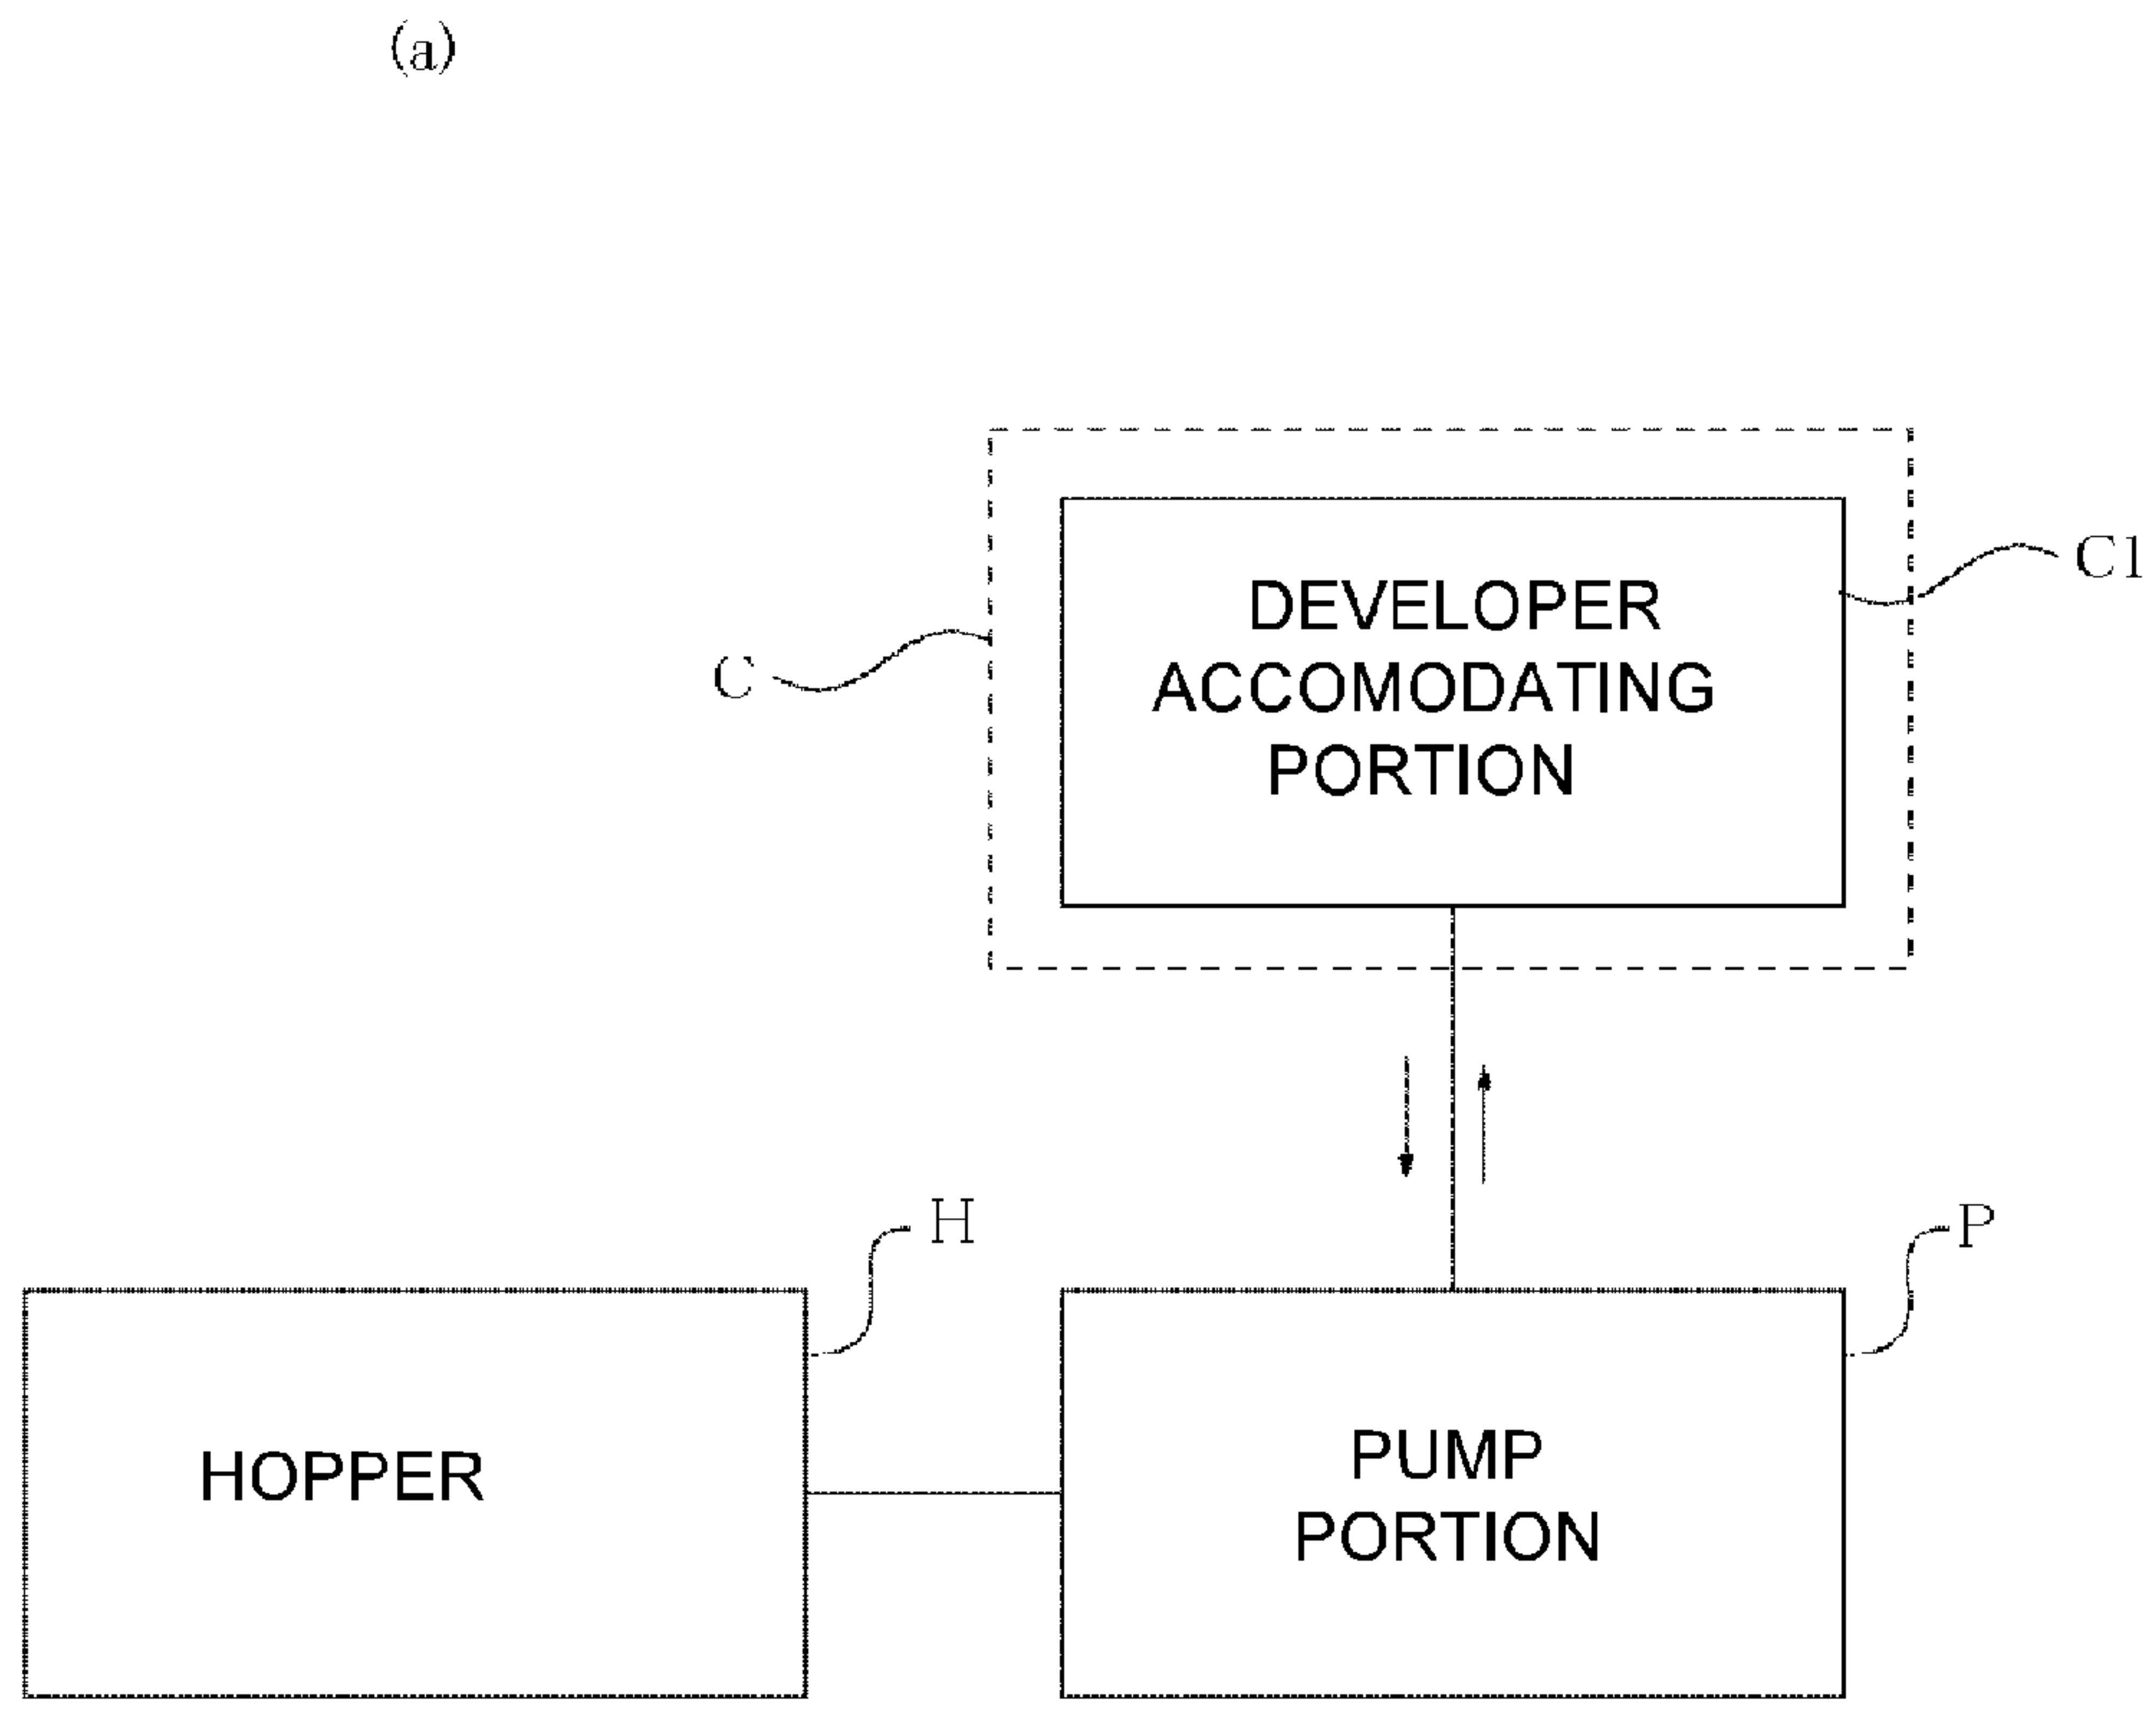 (a)
DEVELOPER
ACCOMODATING
PORTION
C1
C
H
P
HOPPER
PUMP
PORTION